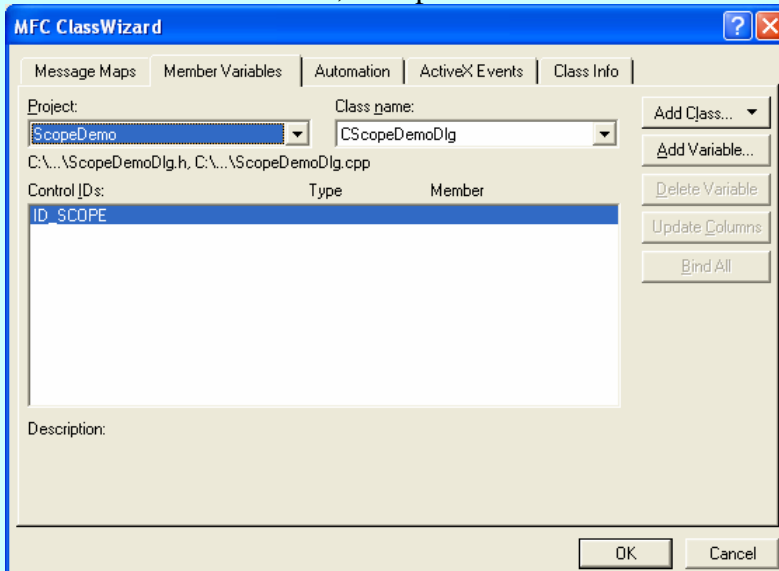 MFC ClassWizard
Message Maps Member Variables Automation ActiveX Events Class Info
Project: Class name:
ScopeDemo CScopeDemoDlg
Add Class...
C:\...\ScopeDemoDlg.h, C:\...\ScopeDemoDlg.cpp
Add Variable...
Control IDs: Type Member
Delete Variable
ID_SCOPE
Update Columns
Bind All
Description:
OK Cancel